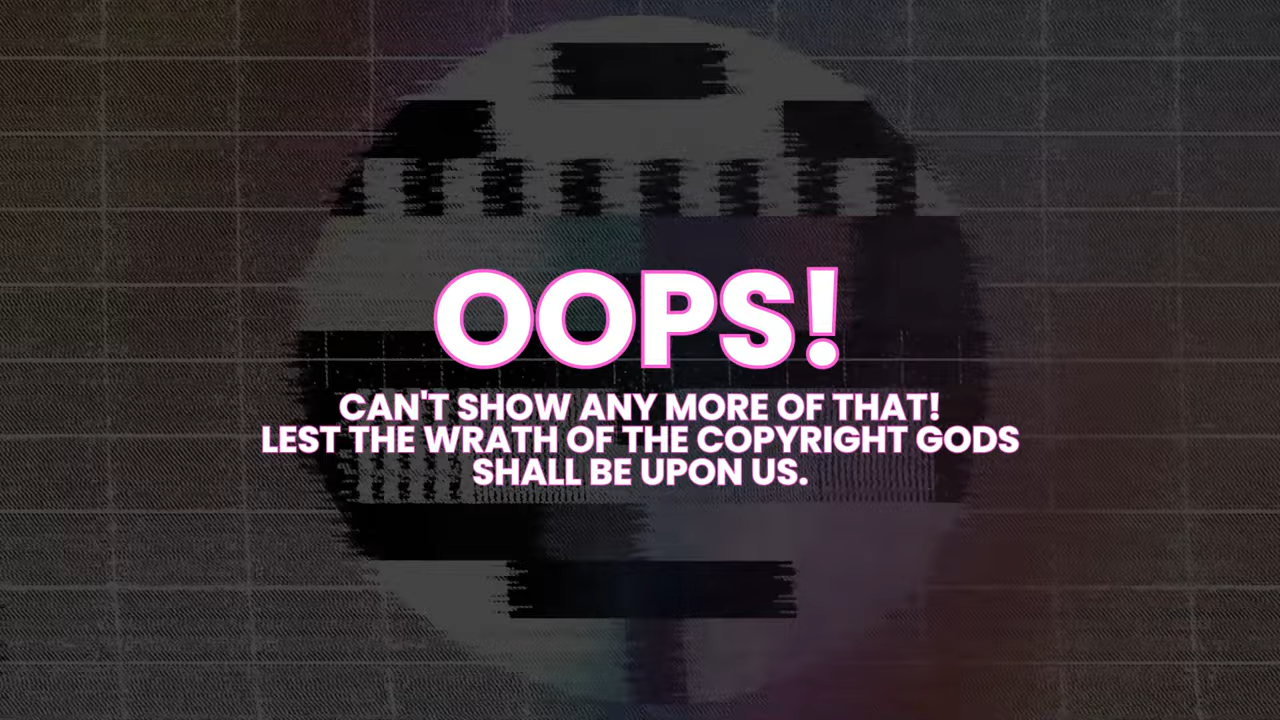 OOPS!
CAN'T SHOW ANY MORE OF THAT!
LEST THE WRATH OF THE COPYRIGHT GODS
SHALL BE UPON US.